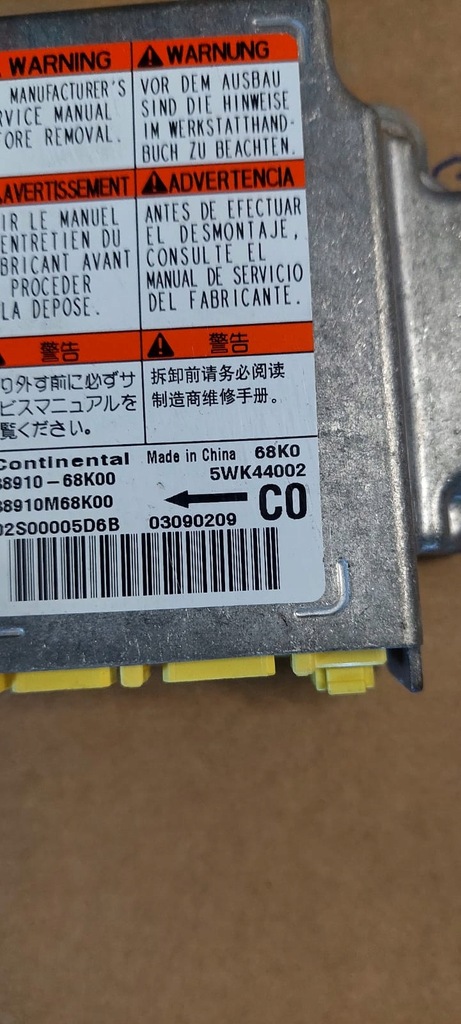 WARNING
MANUFACTURER'S
SERVICE MANUAL
BEFORE REMOVAL.
WARNUNG
VOR DEM AUSBAU
SIND DIE HINWEISE
IM WERKSTATTHAND-
BUCH ZU BEACHTEN.
AVERTISSEMENT
IR LE MANUEL
ENTRETIEN DU
BRICANT AVANT
PROCEDER
LA DEPOSE.
ADVERTENCIA
ANTES DE EFECTUAR
EL DESMONTAJE,
CONSULTE EL
MANUAL DE SERVICIO
DEL FABRICANTE.
警告
り外す前に必ずサ
ビスマニュアルを
覧ください。
警告
拆卸前请务必阅读
制造商维修手册。
Continental Made in China 68K0
38910-68K00 5WK44002
38910M68K00 C0
02S00005D6B 03090209